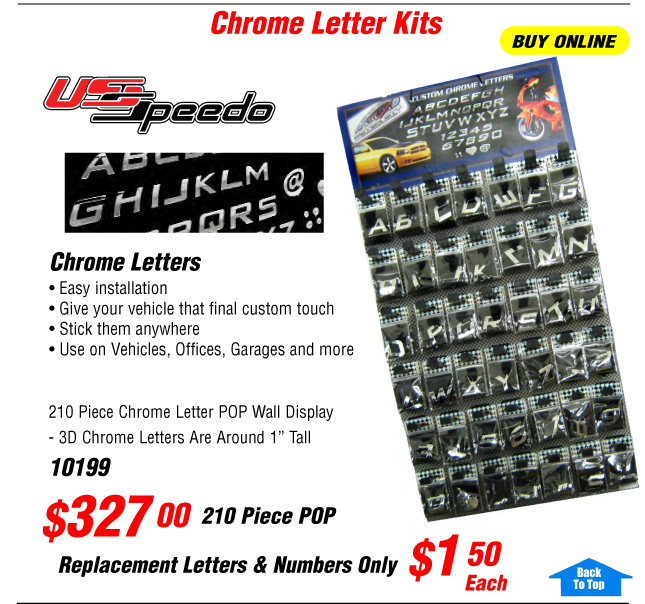 Chrome Letter Kits
BUY ONLINE
US Speedo
ABCD
GHIJKLM @
OPQRS
Chrome Letters
• Easy installation
• Give your vehicle that final custom touch
• Stick them anywhere
• Use on Vehicles, Offices, Garages and more
CUSTOM CHROME LETTERS
ABCDEFGH
IJKLMNOPQR
STUVWXYZ
12345
67890
A B C D E F G
210 Piece Chrome Letter POP Wall Display
- 3D Chrome Letters Are Around 1” Tall
10199
$327 00 210 Piece POP
Replacement Letters & Numbers Only $1 50 Each
Back
To Top